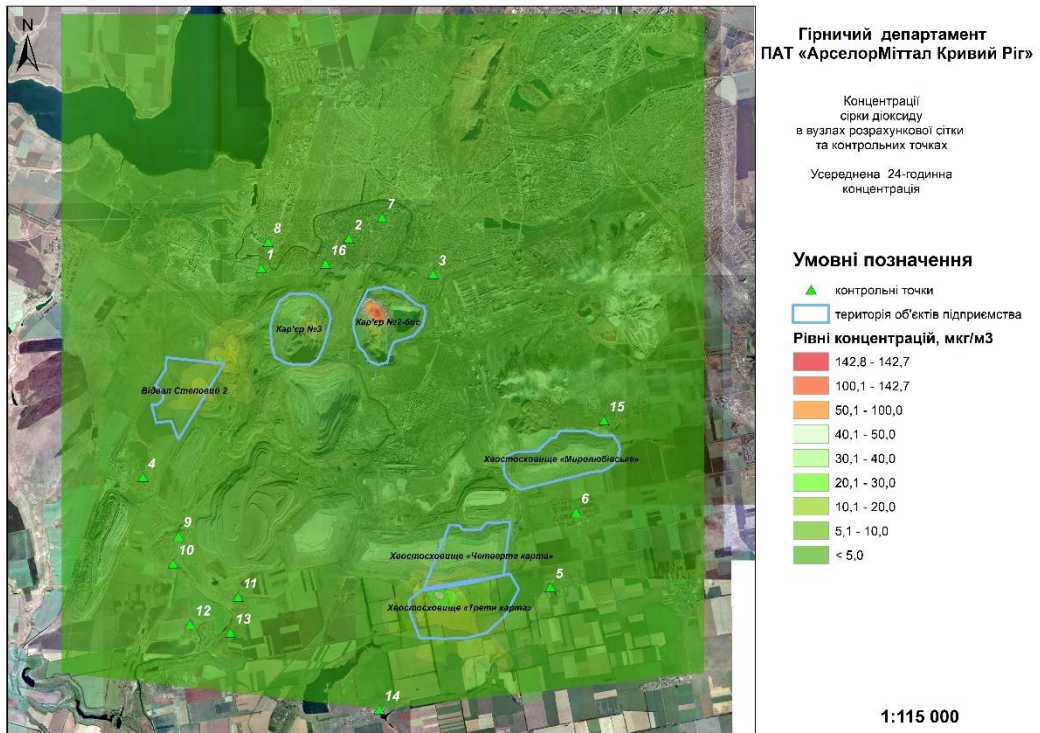 N
Гірничий департамент
ПАТ «АрселорМіттал Кривий Ріг»
Концентрації
сірки діоксиду
в вузлах розрахункової сітки
та контрольних точках
Усереднена 24-годинна
концентрація
Умовні позначення
контрольні точки
територія об'єктів підприємства
Рівні концентрацій, мкг/м3
142,8 - 142,7
100,1 - 142,7
50,1 - 100,0
40,1 - 50,0
30,1 - 40,0
20,1 - 30,0
10,1 - 20,0
5,1 - 10,0
< 5,0
1:115 000
7
2
8
16
1
3
Кар'єр №3
Кар'єр №2-біс
Відвал Степовий 2
15
Хвостосховище «Миролюбівське»
4
6
9
Хвостосховище «Четверта карта»
10
5
11
Хвостосховище «Третя карта»
12
13
14